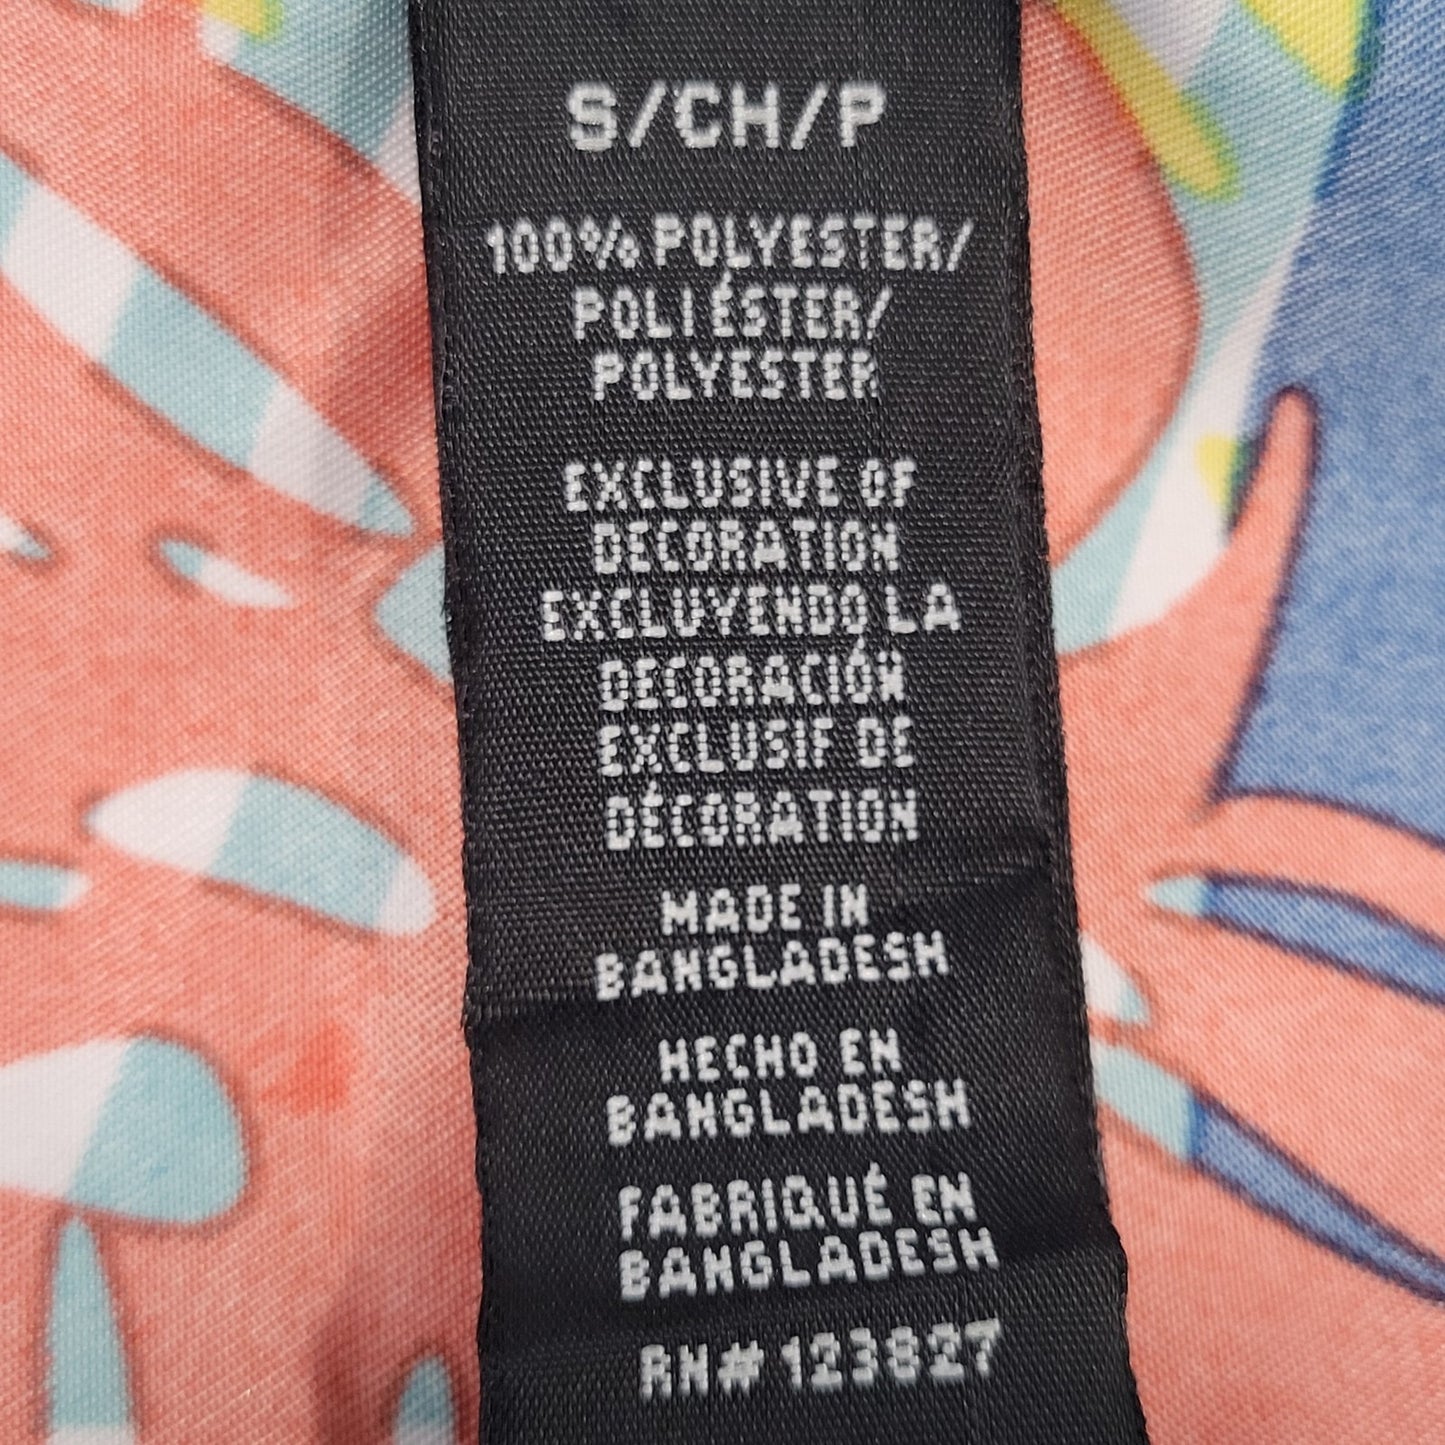 S/CH/P
100% POLYESTER/
POLIÉSTER/
POLYESTER
EXCLUSIVE OF
DECORATION
EXCLUYENDO LA
DECORACIÓN
EXCLUSIF DE
DÉCORATION
MADE IN
BANGLADESH
HECHO EN
BANGLADESH
FABRIQUÉ EN
BANGLADESH
RN# 123827